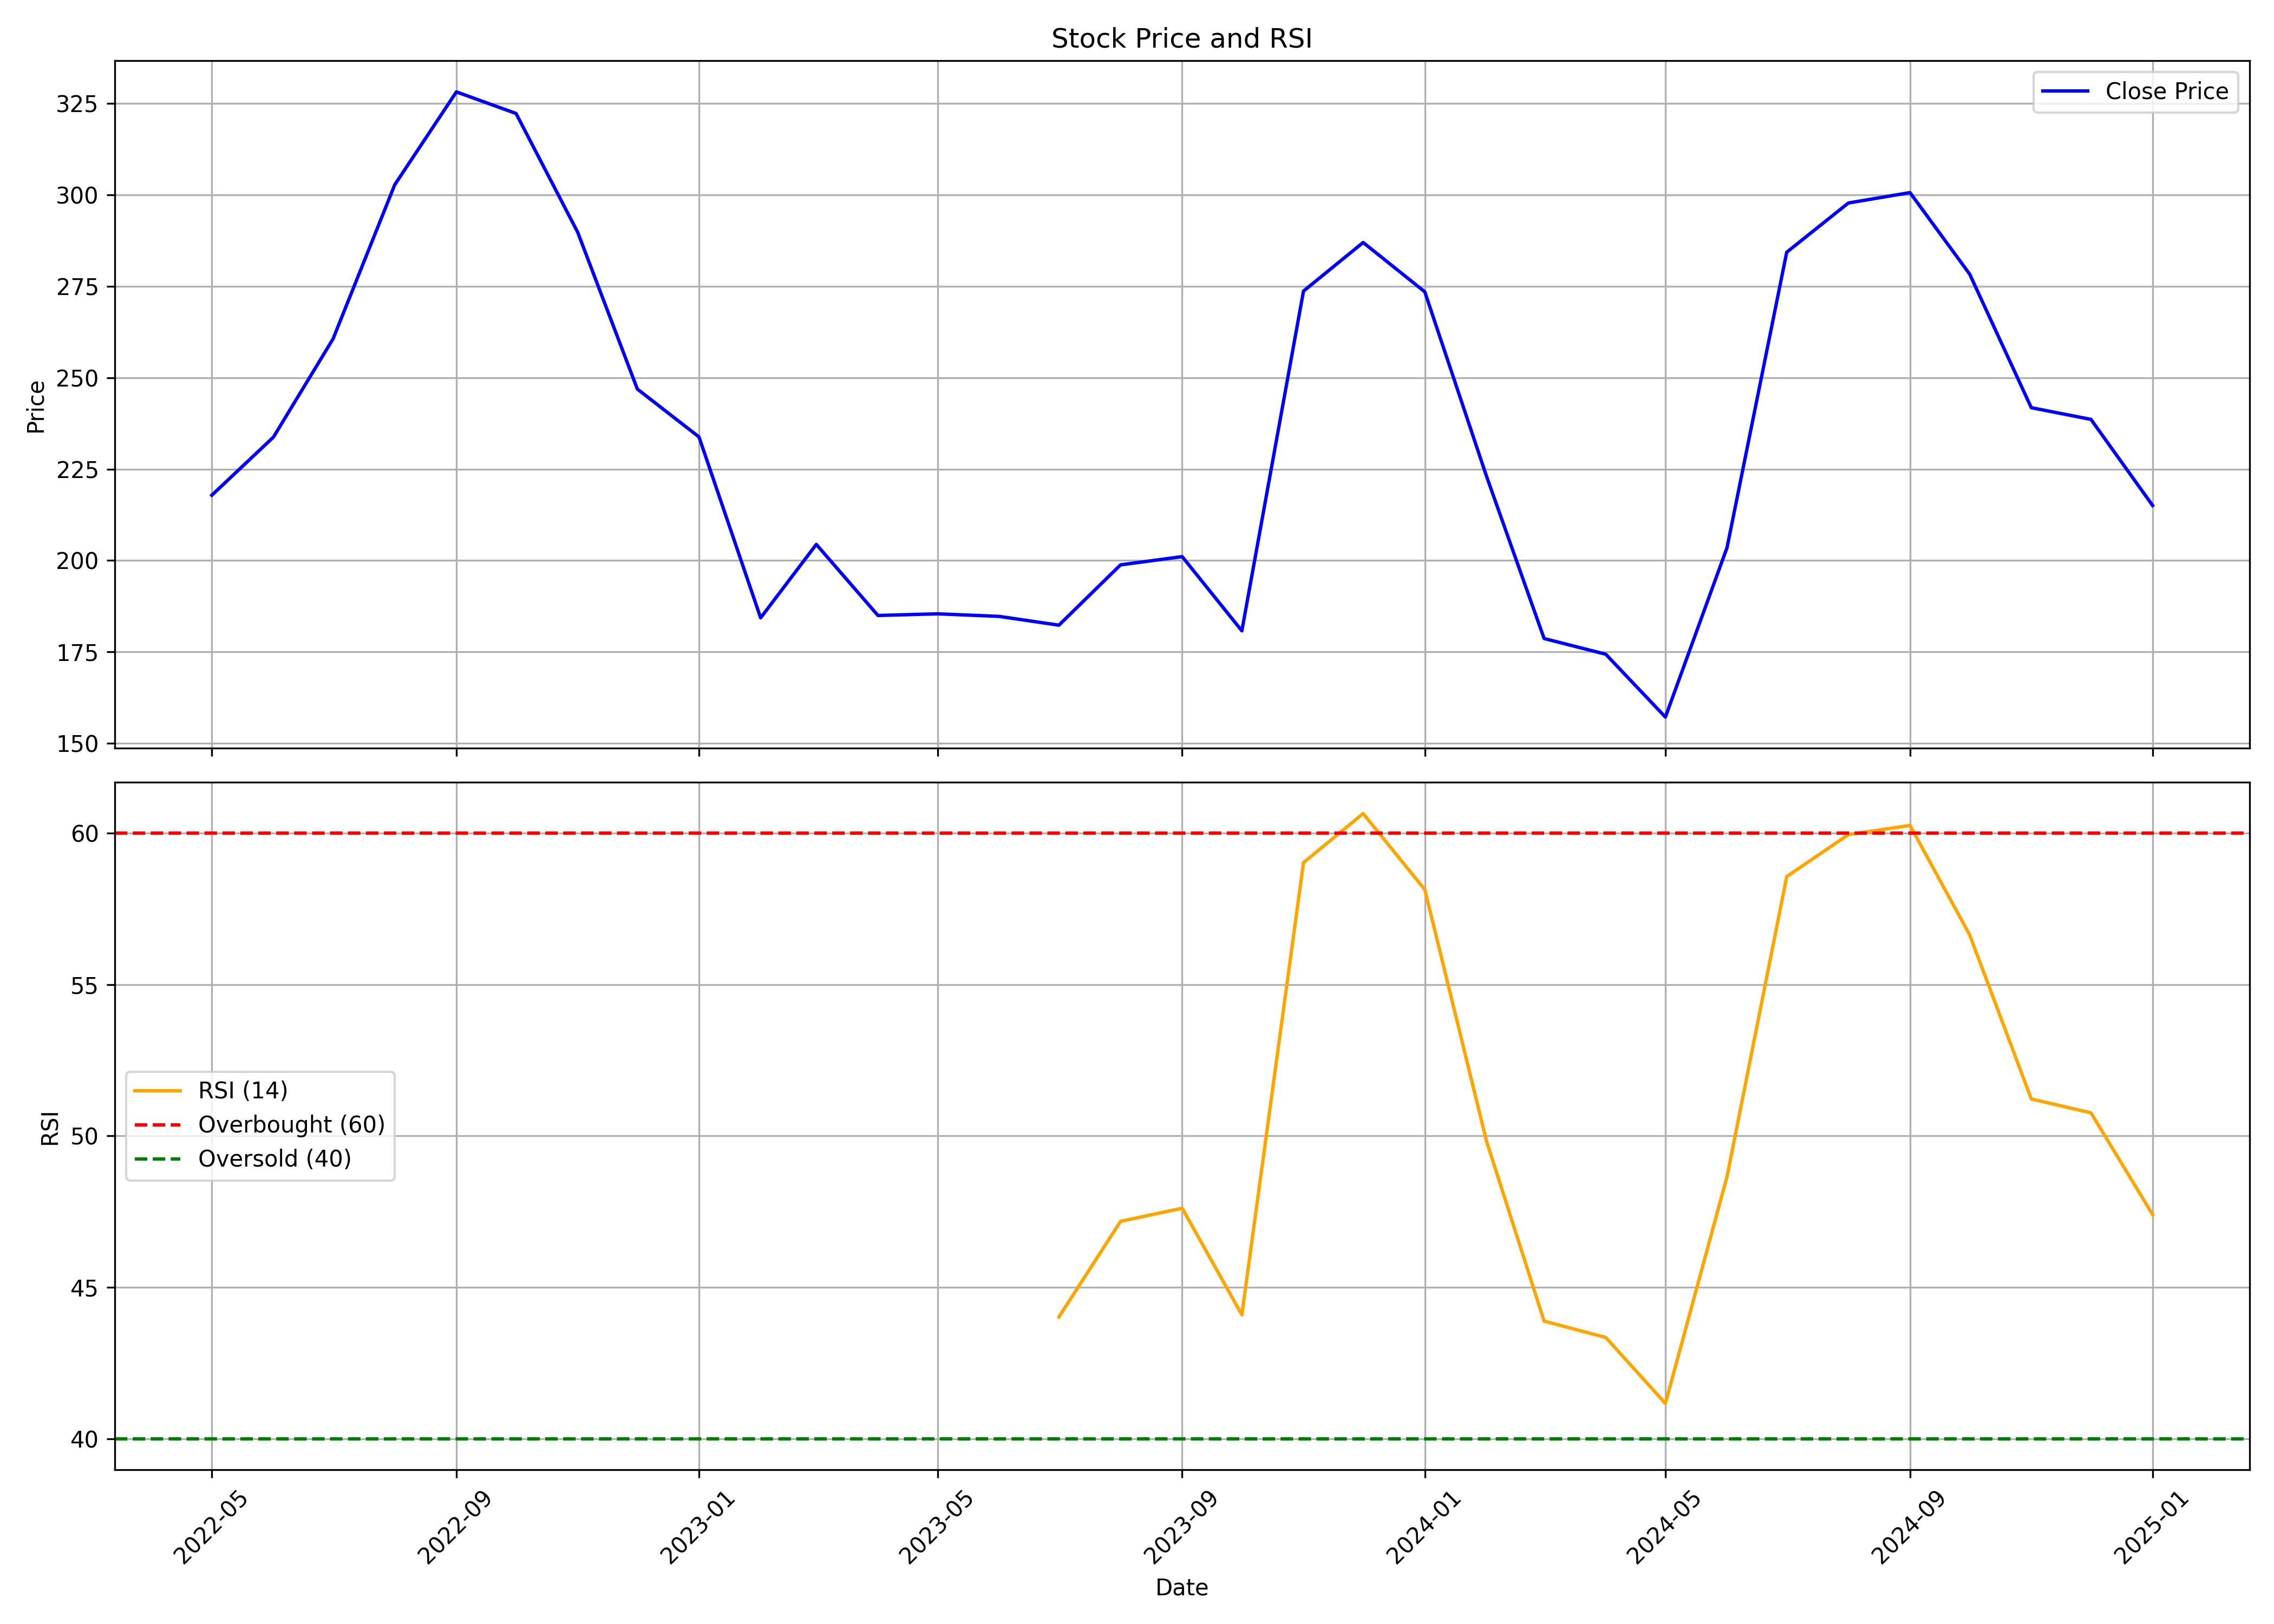 Stock Price and RSI
Close Price
Price
325
300
275
250
225
200
175
150
RSI
60
55
50
45
40
RSI (14)
Overbought (60)
Oversold (40)
2022-05
2022-09
2023-01
2023-05
2023-09
2024-01
2024-05
2024-09
2025-01
Date